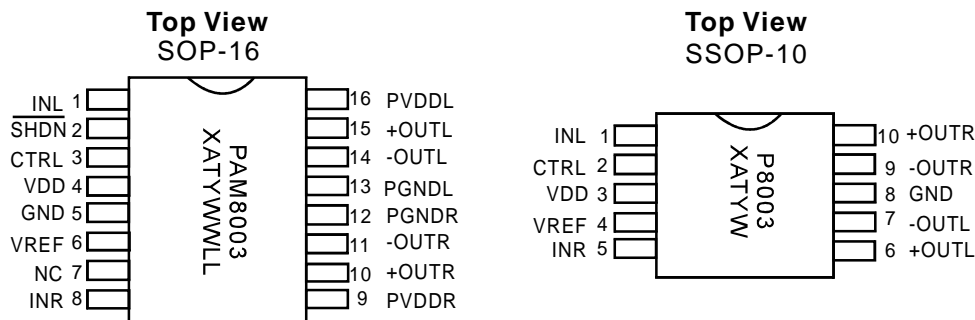 Top View
SOP-16
INL 1
SHDN 2
CTRL 3
VDD 4
GND 5
VREF 6
NC 7
INR 8
PAM8003
XATYWWLL
16 PVDDL
15 +OUTL
14 -OUTL
13 PGNDL
12 PGNDR
11 -OUTR
10 +OUTR
9 PVDDR
Top View
SSOP-10
INL 1
CTRL 2
VDD 3
VREF 4
INR 5
P8003
XATYW
10 +OUTR
9 -OUTR
8 GND
7 -OUTL
6 +OUTL